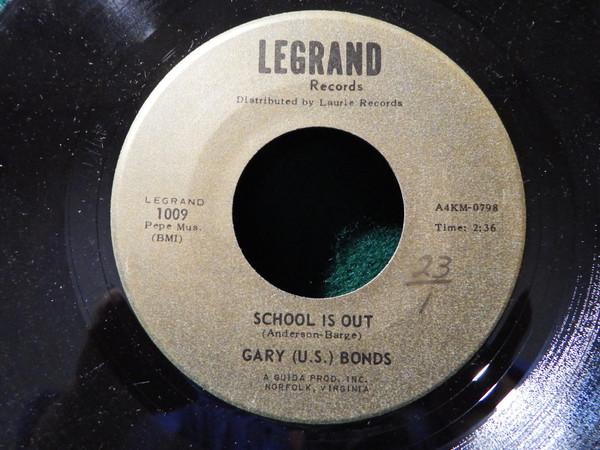 LEGRAND
Records
Distributed by Laurie Records
LEGRAND
1009
Pepe Mus.
(BMI)
A4KM-0798
Time: 2:36
23
1
SCHOOL IS OUT
(Anderson-Barge)
GARY (U.S.) BONDS
A GUIDA PROD. INC.
NORFOLK, VIRGINIA